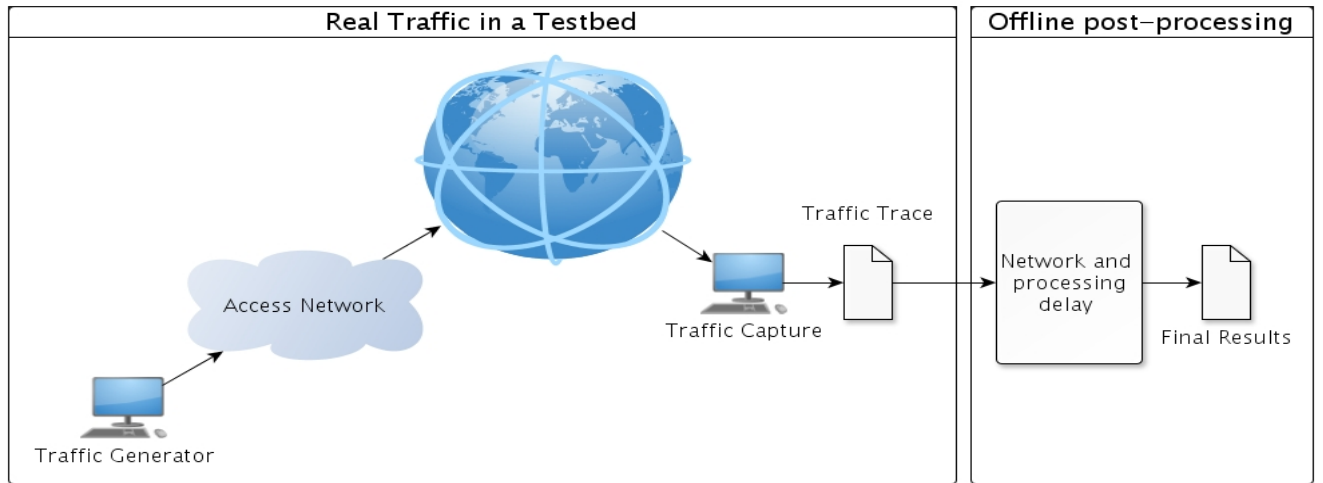 Real Traffic in a Testbed
Offline post-processing
Traffic Trace
Access Network
Network and
processing
delay
Traffic Capture
Final Results
Traffic Generator